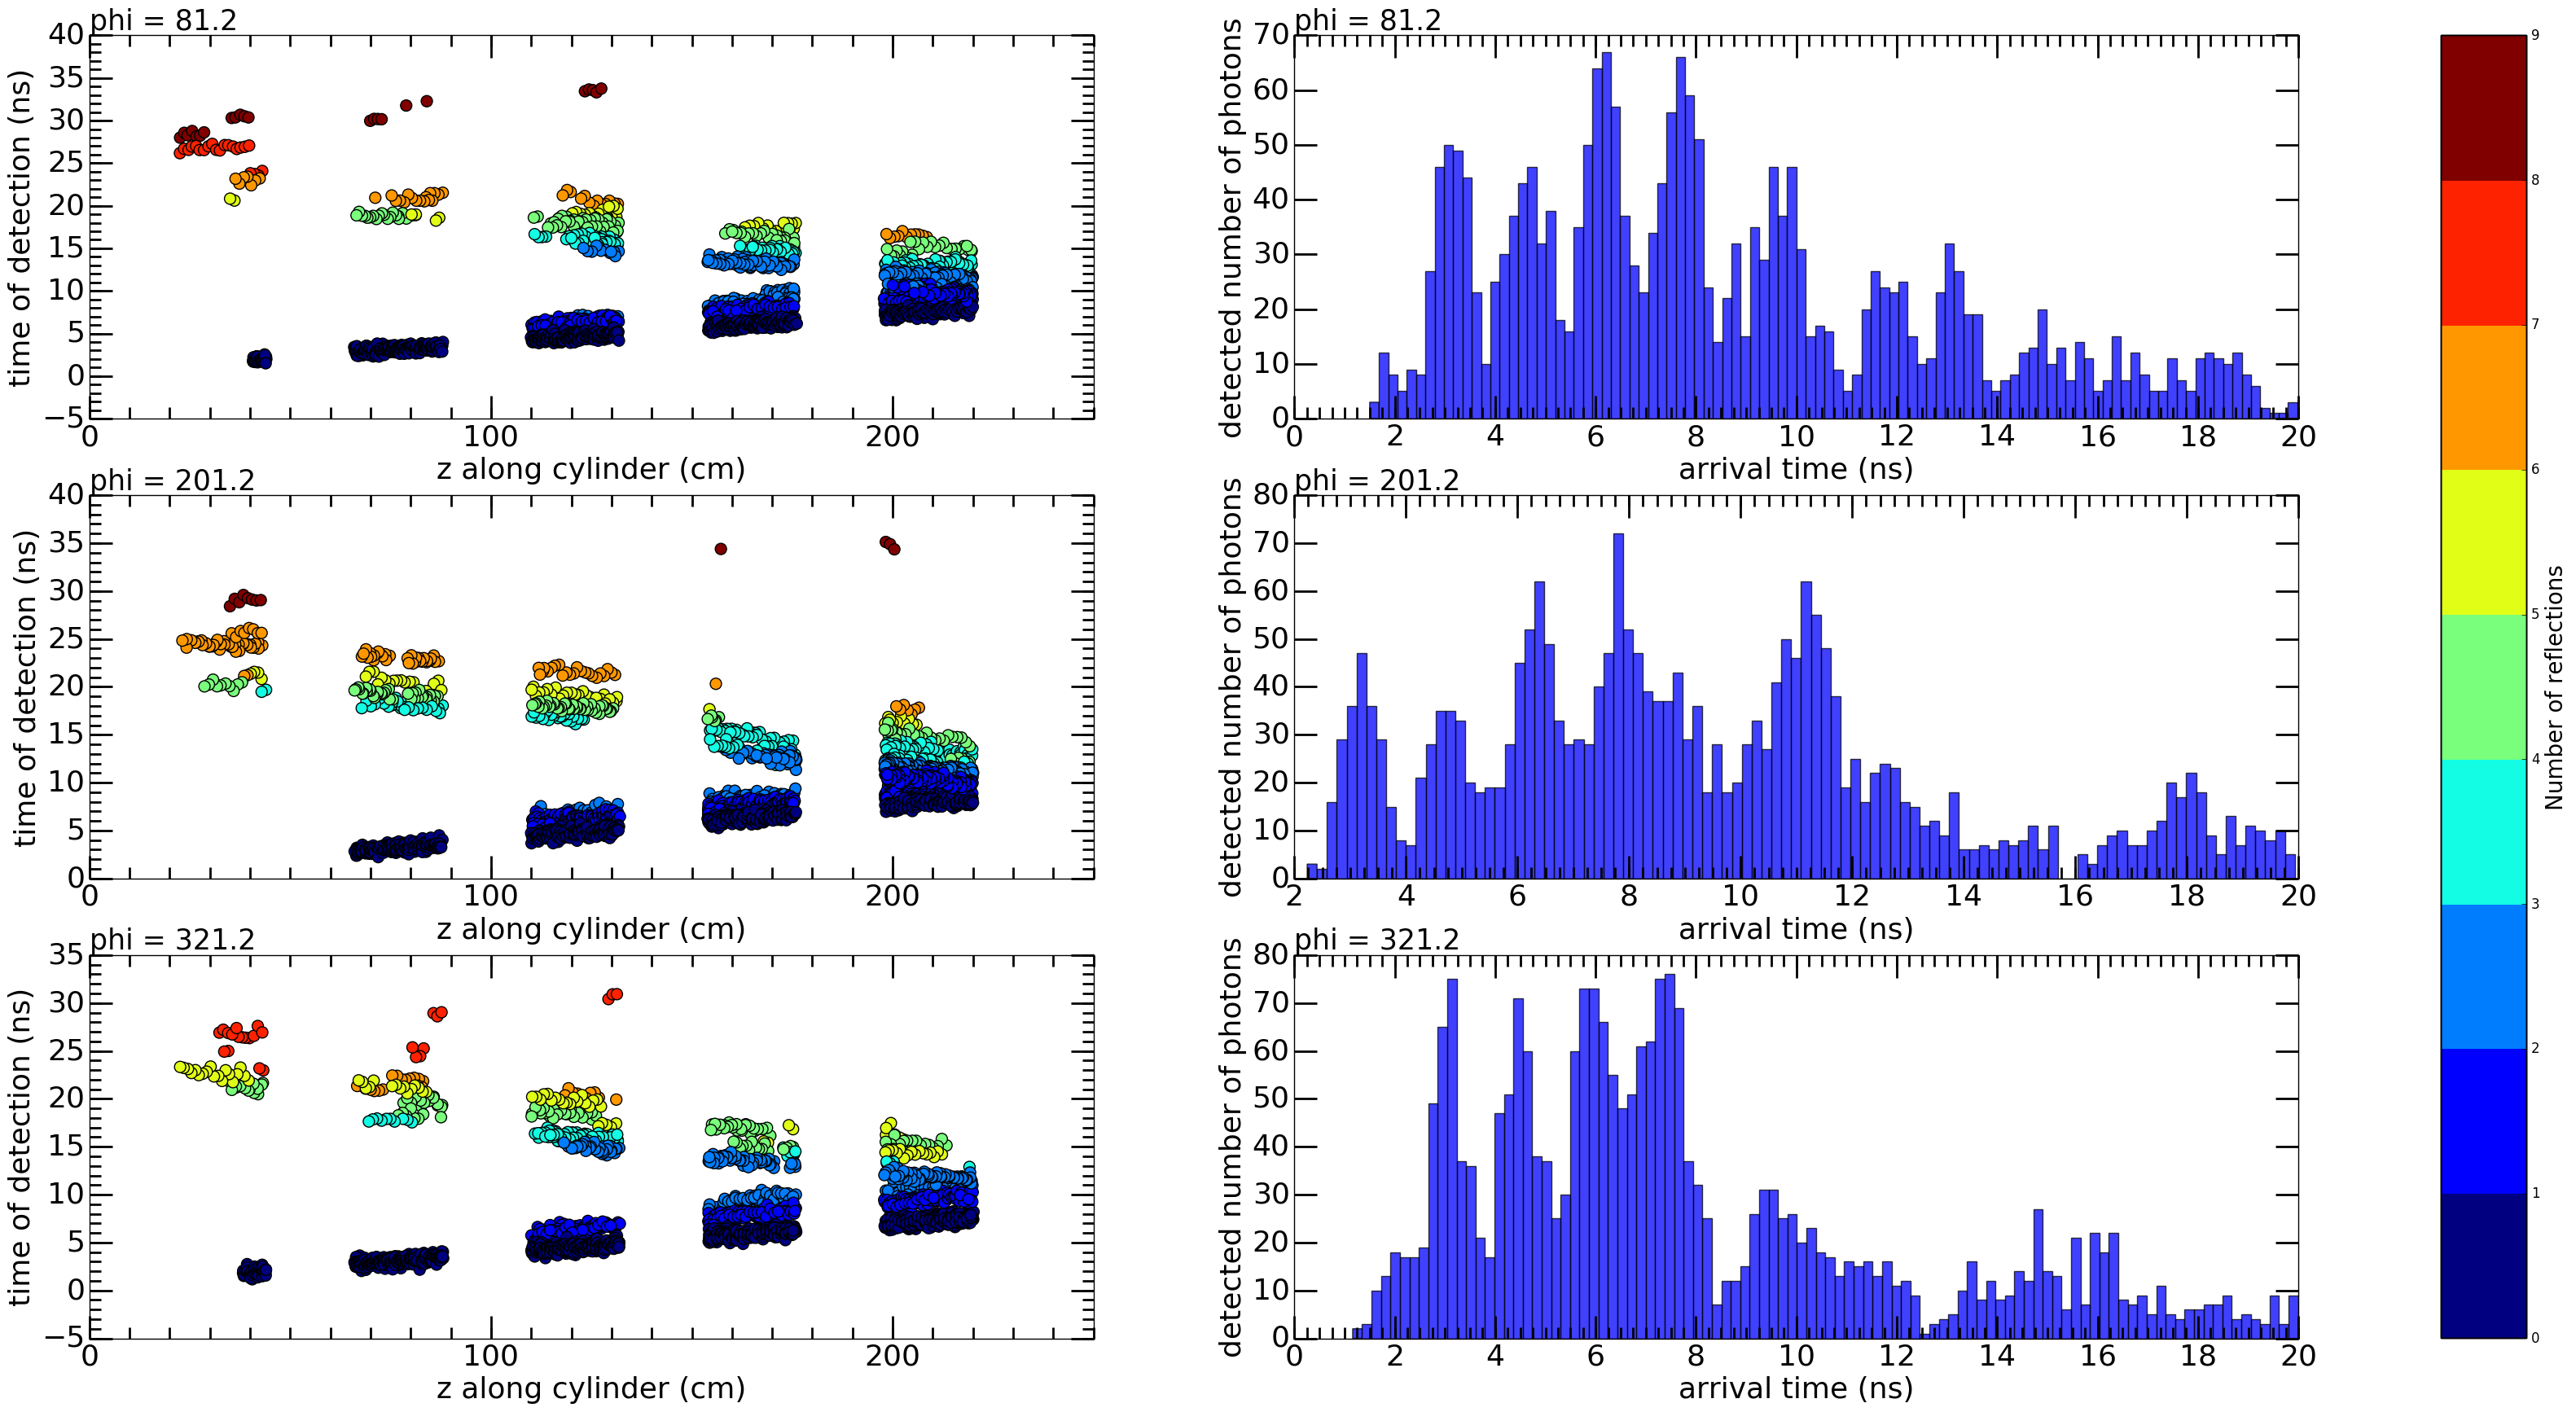 phi = 81.2
40
35
30
25
20
15
10
5
0
−5
time of detection (ns)
0 100 200
z along cylinder (cm)
phi = 81.2
70
60
50
40
30
20
10
0
detected number of photons
0 2 4 6 8 10 12 14 16 18 20
arrival time (ns)
phi = 201.2
40
35
30
25
20
15
10
5
0
time of detection (ns)
0 100 200
z along cylinder (cm)
phi = 201.2
80
70
60
50
40
30
20
10
0
detected number of photons
2 4 6 8 10 12 14 16 18 20
arrival time (ns)
phi = 321.2
35
30
25
20
15
10
5
0
−5
time of detection (ns)
0 100 200
z along cylinder (cm)
phi = 321.2
80
70
60
50
40
30
20
10
0
detected number of photons
0 2 4 6 8 10 12 14 16 18 20
arrival time (ns)
9
8
7
6
5
4
3
2
1
0
Number of reflections